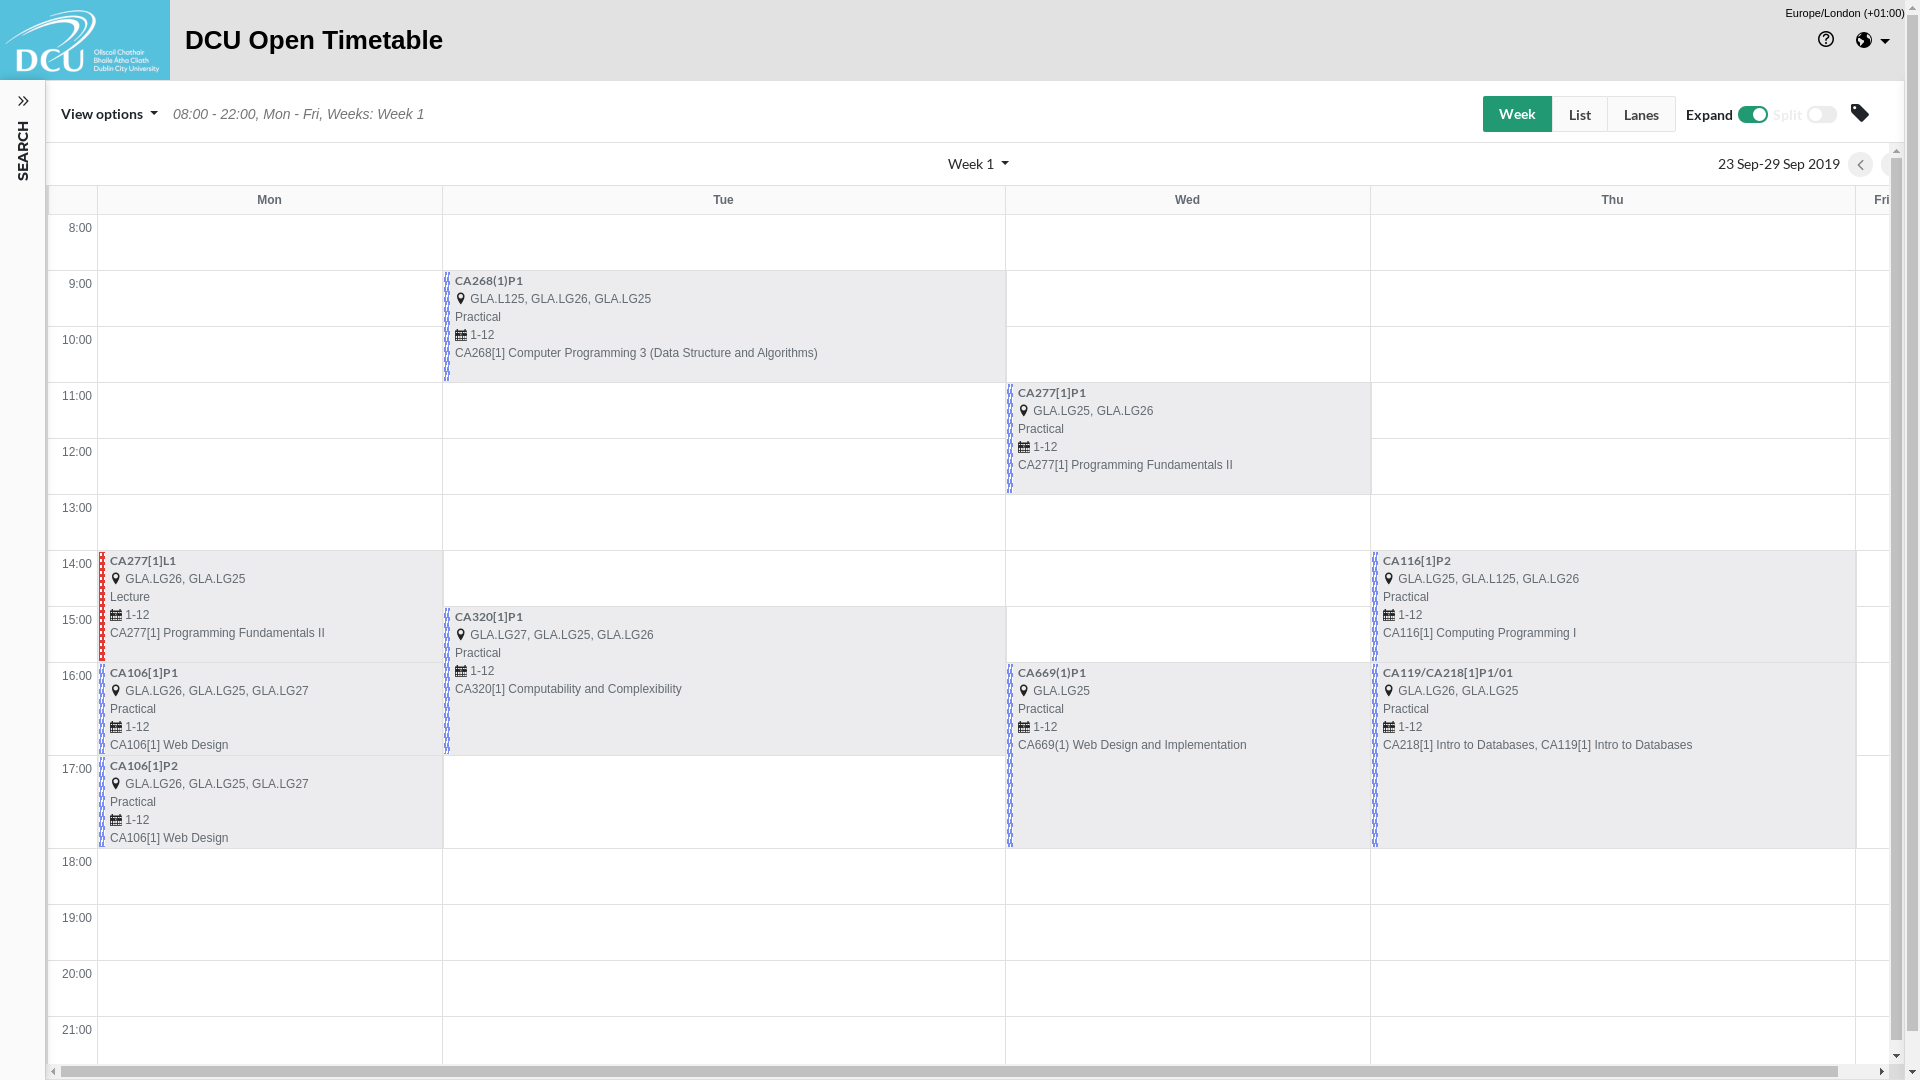 Europe/London (+01:00)
DCU
Ollscoil Chathair
Bhaile Átha Cliath
Dublin City University
DCU Open Timetable
SEARCH
View options
08:00 - 22:00, Mon - Fri, Weeks: Week 1
Week
List
Lanes
Expand
Split
Week 1
23 Sep-29 Sep 2019
Mon
Tue
Wed
Thu
Fri
8:00
9:00
10:00
11:00
12:00
13:00
14:00
15:00
16:00
17:00
18:00
19:00
20:00
21:00
CA277[1]L1
GLA.LG26, GLA.LG25
Lecture
1-12
CA277[1] Programming Fundamentals II
CA106[1]P1
GLA.LG26, GLA.LG25, GLA.LG27
Practical
1-12
CA106[1] Web Design
CA106[1]P2
GLA.LG26, GLA.LG25, GLA.LG27
Practical
1-12
CA106[1] Web Design
CA268(1)P1
GLA.L125, GLA.LG26, GLA.LG25
Practical
1-12
CA268[1] Computer Programming 3 (Data Structure and Algorithms)
CA320[1]P1
GLA.LG27, GLA.LG25, GLA.LG26
Practical
1-12
CA320[1] Computability and Complexibility
CA277[1]P1
GLA.LG25, GLA.LG26
Practical
1-12
CA277[1] Programming Fundamentals II
CA669(1)P1
GLA.LG25
Practical
1-12
CA669(1) Web Design and Implementation
CA116[1]P2
GLA.LG25, GLA.L125, GLA.LG26
Practical
1-12
CA116[1] Computing Programming I
CA119/CA218[1]P1/01
GLA.LG26, GLA.LG25
Practical
1-12
CA218[1] Intro to Databases, CA119[1] Intro to Databases